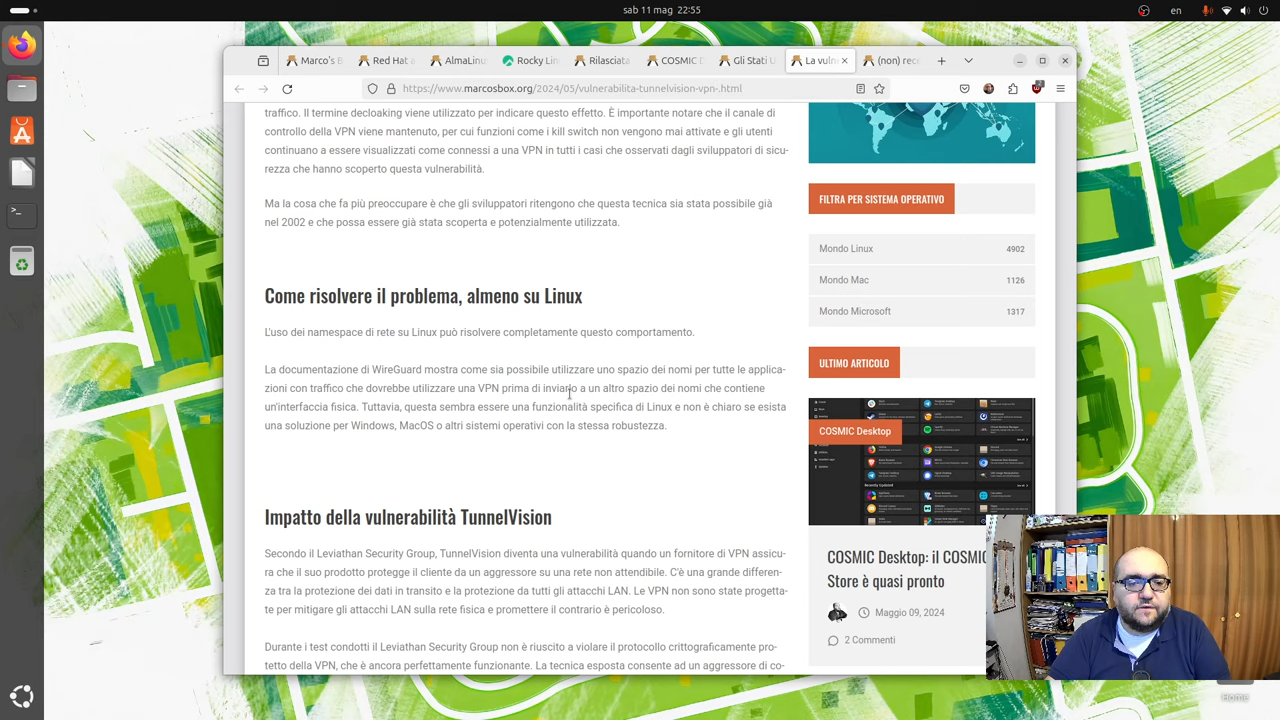 sab 11 mag 22:55
en
Marco's B
Red Hat a
AlmaLinu
Rocky Lin
Rilasciata
COSMIC D
Gli Stati U
La vulne
(non) rece
https://www.marcosbox.org/2024/05/vulnerabilita-tunnelvision-vpn-.html
2
traffico. Il termine decloaking viene utilizzato per indicare questo effetto. È importante notare che il canale di
controllo della VPN viene mantenuto, per cui funzioni come i kill switch non vengono mai attivate e gli utenti
continuano a essere visualizzati come connessi a una VPN in tutti i casi che osservati dagli sviluppatori di sicu-
rezza che hanno scoperto questa vulnerabilità.
Ma la cosa che fa più preoccupare è che gli sviluppatori ritengono che questa tecnica sia stata possibile già
nel 2002 e che possa essere già stata scoperta e potenzialmente utilizzata.
Come risolvere il problema, almeno su Linux
L'uso dei namespace di rete su Linux può risolvere completamente questo comportamento.
La documentazione di WireGuard mostra come sia possibile utilizzare uno spazio dei nomi per tutte le applica-
zioni con traffico che dovrebbe utilizzare una VPN prima di inviarlo a un altro spazio dei nomi che contiene
un'interfaccia fisica. Tuttavia, questa sembra essere una funzionalità specifica di Linux e non è chiaro se esista
una soluzione per Windows, MacOS o altri sistemi operativi con la stessa robustezza.
Impatto della vulnerabilità TunnelVision
Secondo il Leviathan Security Group, TunnelVision diventa una vulnerabilità quando un fornitore di VPN assicu-
ra che il suo prodotto protegge il cliente da un aggressore su una rete non attendibile. C'è una grande differen-
za tra la protezione dei dati in transito e la protezione da tutti gli attacchi LAN. Le VPN non sono state progetta-
te per mitigare gli attacchi LAN sulla rete fisica e promettere il contrario è pericoloso.
Durante i test condotti il Leviathan Security Group non è riuscito a violare il protocollo crittograficamente pro-
tetto della VPN, che è ancora perfettamente funzionante. La tecnica esposta consente ad un aggressore di co-
FILTRA PER SISTEMA OPERATIVO
Mondo Linux 4902
Mondo Mac 1126
Mondo Microsoft 1317
ULTIMO ARTICOLO
COSMIC Desktop
Recently Updated
COSMIC Desktop: il COSMIC
Store è quasi pronto
Maggio 09, 2024
2 Commenti
Home